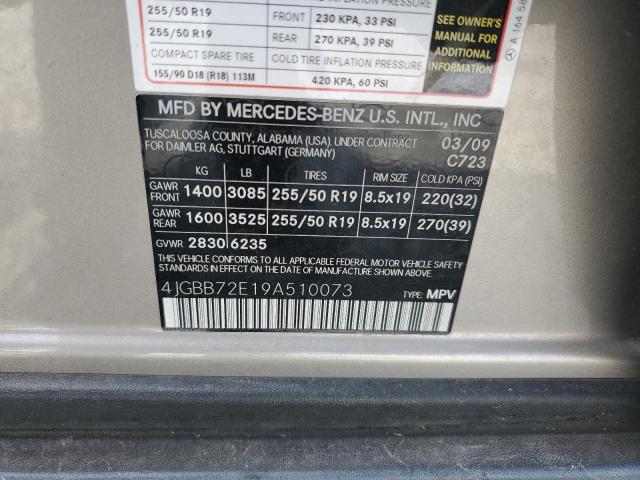 255/50 R19 FRONT 230 KPA, 33 PSI
255/50 R19 REAR 270 KPA, 39 PSI
COMPACT SPARE TIRE COLD TIRE INFLATION PRESSURE
155/90 D18 (R18) 113M 420 KPA, 60 PSI
SEE OWNER'S
MANUAL FOR
ADDITIONAL
INFORMATION
A 164 58
MFD BY MERCEDES-BENZ U.S. INTL., INC
TUSCALOOSA COUNTY, ALABAMA (USA). UNDER CONTRACT
FOR DAIMLER AG, STUTTGART (GERMANY)
03/09
C723
KG LB TIRES RIM SIZE COLD KPA (PSI)
GAWR FRONT 1400 3085 255/50 R19 8.5x19 220(32)
GAWR REAR 1600 3525 255/50 R19 8.5x19 270(39)
GVWR 2830 6235
THIS VEHICLE CONFORMS TO ALL APPLICABLE FEDERAL MOTOR VEHICLE
SAFETY STANDARDS IN EFFECT ON THE DATE OF MANUFACTURE SHOWN ABOVE.
4JGBB72E19A510073 TYPE: MPV